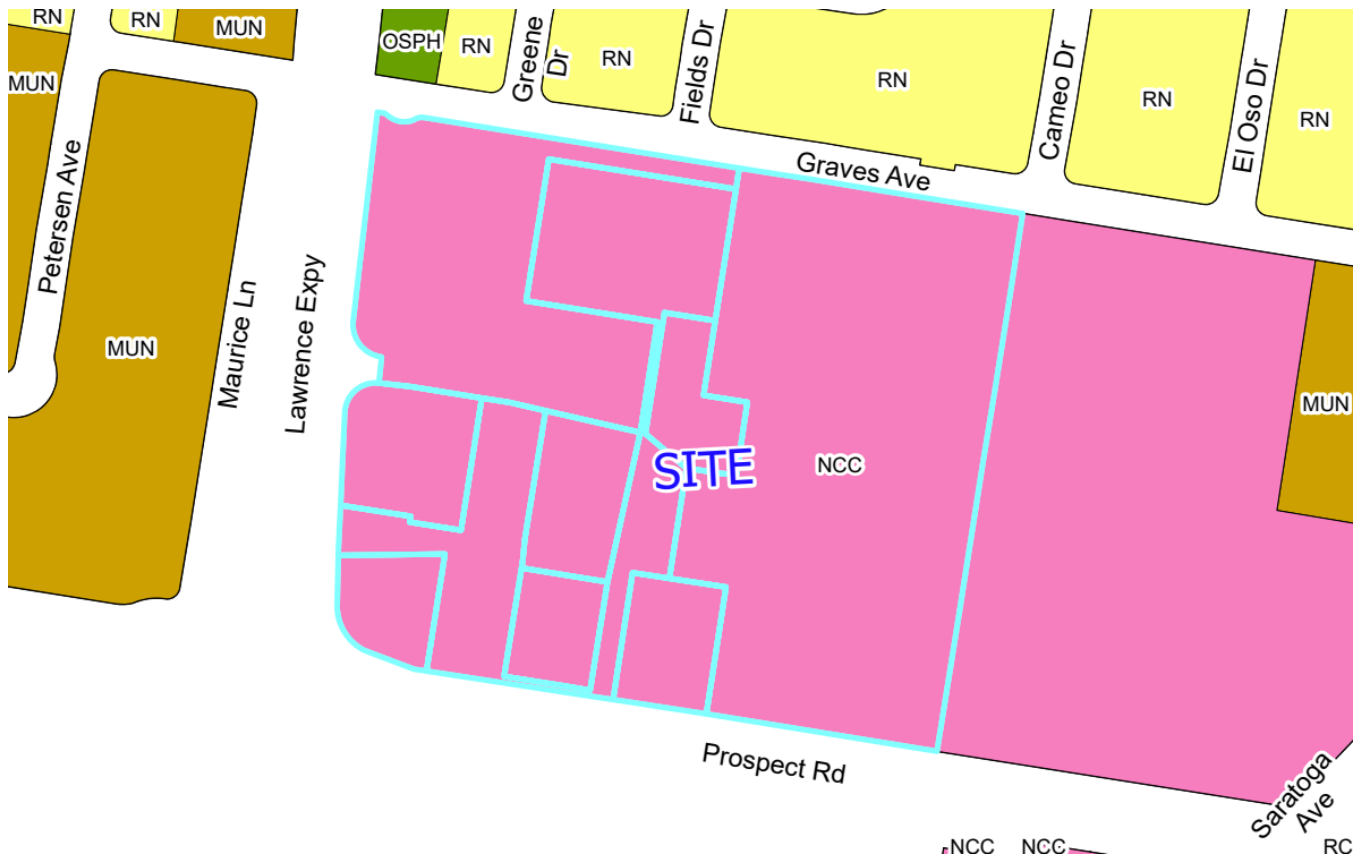 RN
RN
MUN
OSPH
RN
Greene
Dr
RN
Fields Dr
RN
Cameo Dr
RN
El Oso Dr
RN
MUN
Petersen Ave
Graves Ave
MUN
Maurice Ln
Lawrence Expy
MUN
SITE
NCC
Prospect Rd
Saratoga
Ave
NCC
NCC
RC